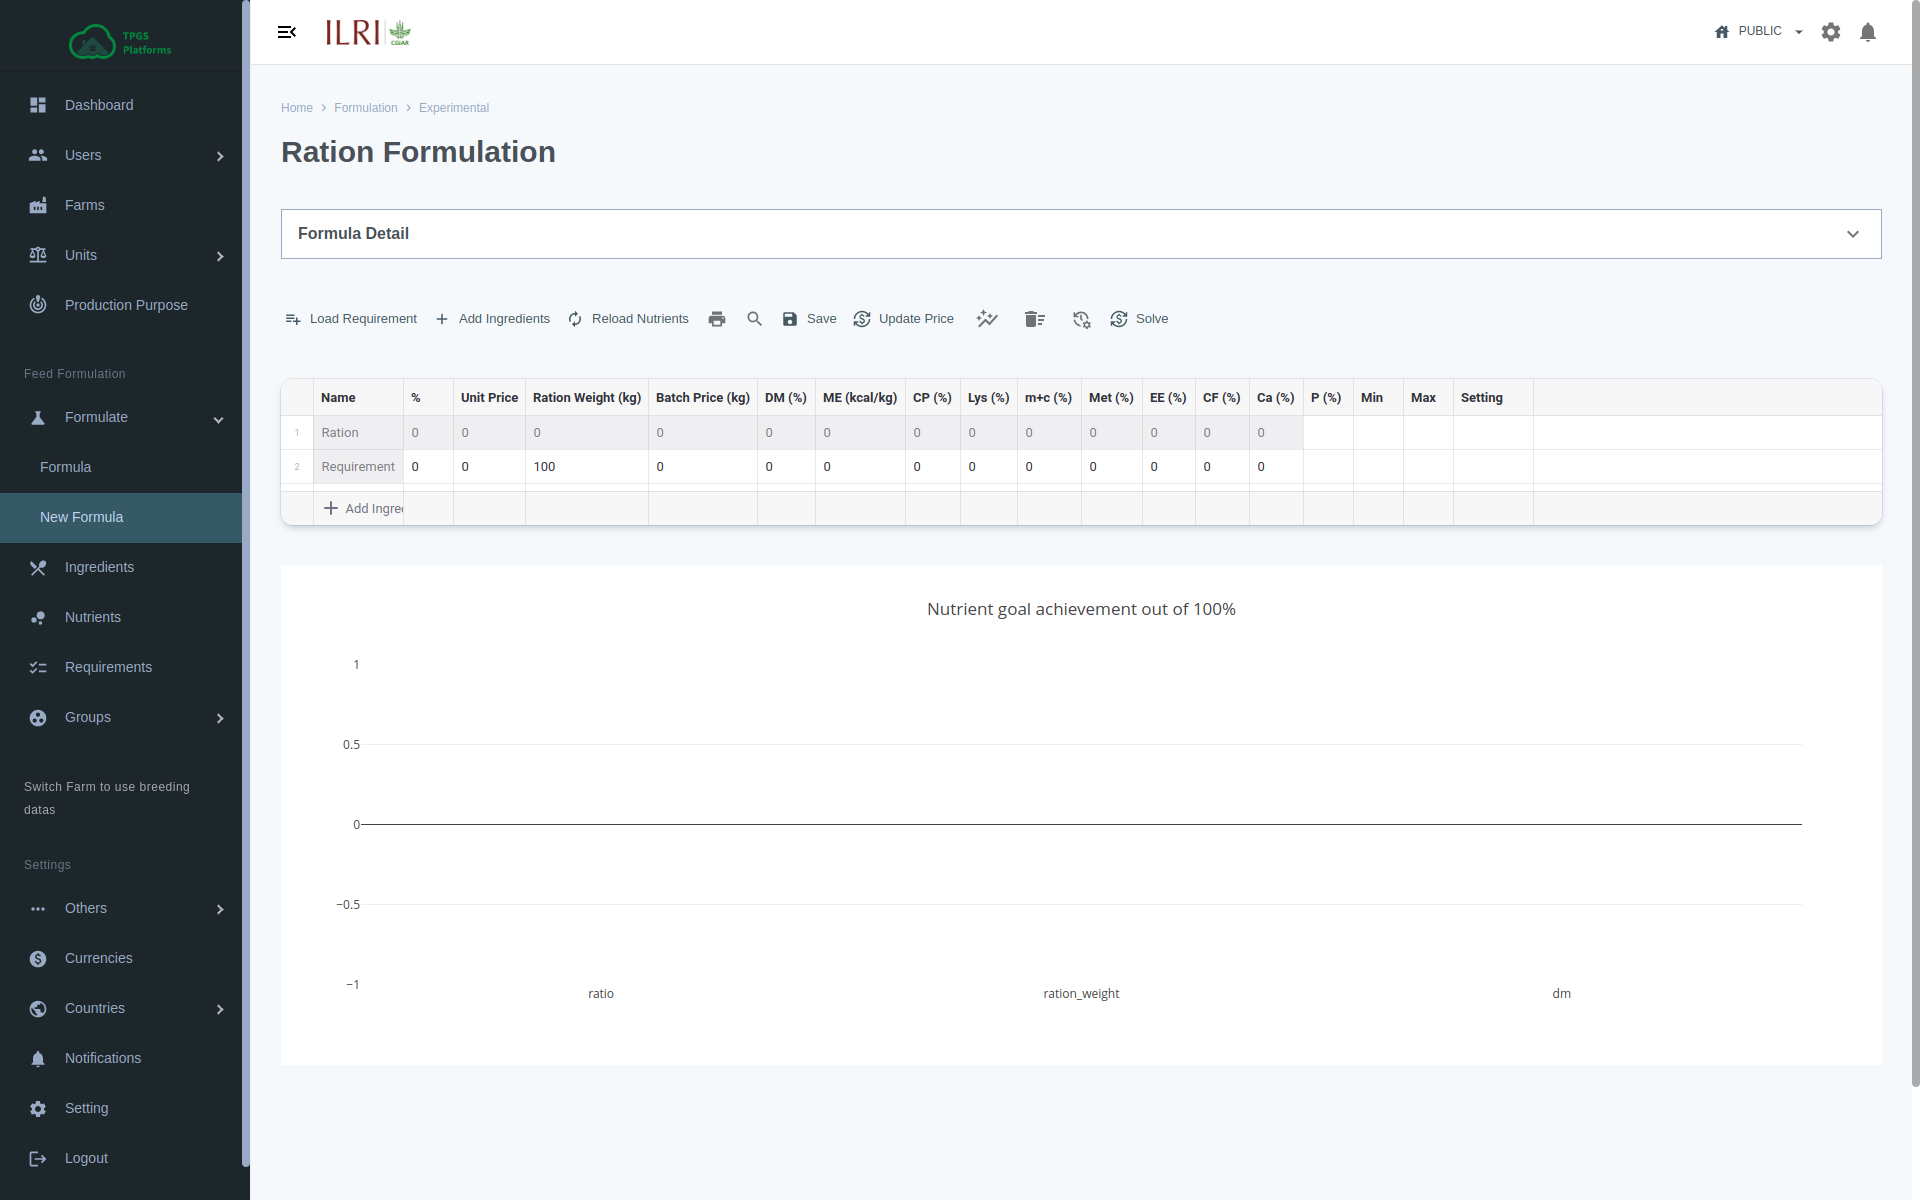 TPGS
Platforms
Dashboard
Users
Farms
Units
Production Purpose
Feed Formulation
Formulate
Formula
New Formula
Ingredients
Nutrients
Requirements
Groups
Switch Farm to use breeding
datas
Settings
Others
Currencies
Countries
Notifications
Setting
Logout
ILRI CGIAR
PUBLIC
Home Formulation Experimental
Ration Formulation
Formula Detail
Load Requirement Add Ingredients Reload Nutrients Save Update Price Solve
Name % Unit Price Ration Weight (kg) Batch Price (kg) DM (%) ME (kcal/kg) CP (%) Lys (%) m+c (%) Met (%) EE (%) CF (%) Ca (%) P (%) Min Max Setting
1 Ration 0 0 0 0 0 0 0 0 0 0 0 0 0
2 Requirement 0 0 100 0 0 0 0 0 0 0 0 0 0
Add Ingre
Nutrient goal achievement out of 100%
1
0.5
0
−0.5
−1
ratio ration_weight dm